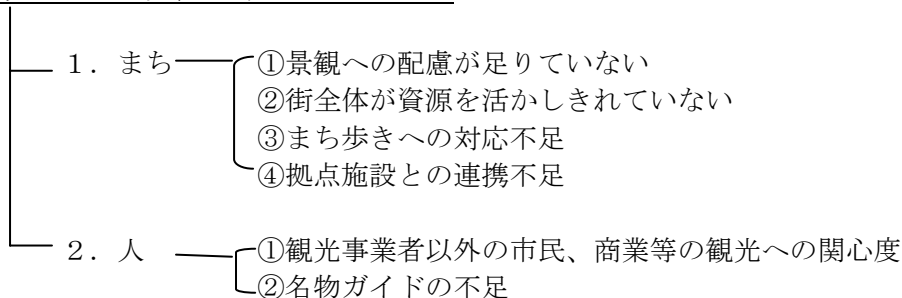 1．まち
①景観への配慮が足りていない
②街全体が資源を活かしきれていない
③まち歩きへの対応不足
④拠点施設との連携不足
2．人
①観光事業者以外の市民、商業等の観光への関心度
②名物ガイドの不足